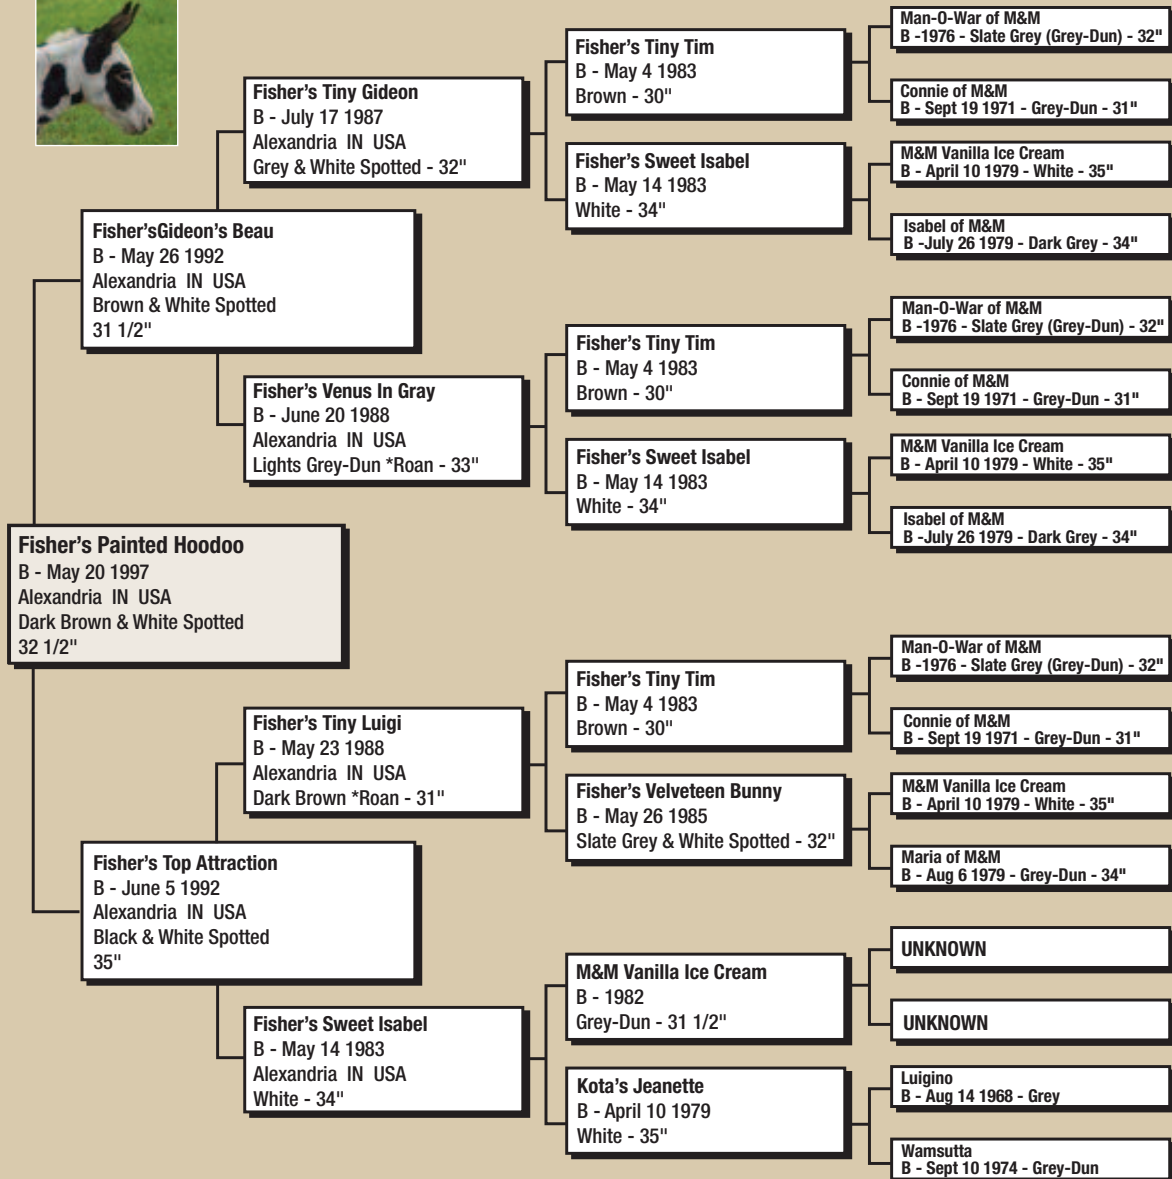 Man-O-War of M&M
B -1976 - Slate Grey (Grey-Dun) - 32"
Fisher's Tiny Tim
B - May 4 1983
Brown - 30"
Connie of M&M
B - Sept 19 1971 - Grey-Dun - 31"
Fisher's Tiny Gideon
B - July 17 1987
Alexandria IN USA
Grey & White Spotted - 32"
M&M Vanilla Ice Cream
B - April 10 1979 - White - 35"
Fisher's Sweet Isabel
B - May 14 1983
White - 34"
Isabel of M&M
B -July 26 1979 - Dark Grey - 34"
Fisher'sGideon's Beau
B - May 26 1992
Alexandria IN USA
Brown & White Spotted
31 1/2"
Man-O-War of M&M
B -1976 - Slate Grey (Grey-Dun) - 32"
Fisher's Tiny Tim
B - May 4 1983
Brown - 30"
Connie of M&M
B - Sept 19 1971 - Grey-Dun - 31"
Fisher's Venus In Gray
B - June 20 1988
Alexandria IN USA
Lights Grey-Dun *Roan - 33"
M&M Vanilla Ice Cream
B - April 10 1979 - White - 35"
Fisher's Sweet Isabel
B - May 14 1983
White - 34"
Isabel of M&M
B -July 26 1979 - Dark Grey - 34"
Fisher's Painted Hoodoo
B - May 20 1997
Alexandria IN USA
Dark Brown & White Spotted
32 1/2"
Man-O-War of M&M
B -1976 - Slate Grey (Grey-Dun) - 32"
Fisher's Tiny Tim
B - May 4 1983
Brown - 30"
Connie of M&M
B - Sept 19 1971 - Grey-Dun - 31"
Fisher's Tiny Luigi
B - May 23 1988
Alexandria IN USA
Dark Brown *Roan - 31"
M&M Vanilla Ice Cream
B - April 10 1979 - White - 35"
Fisher's Velveteen Bunny
B - May 26 1985
Slate Grey & White Spotted - 32"
Maria of M&M
B - Aug 6 1979 - Grey-Dun - 34"
Fisher's Top Attraction
B - June 5 1992
Alexandria IN USA
Black & White Spotted
35"
UNKNOWN
M&M Vanilla Ice Cream
B - 1982
Grey-Dun - 31 1/2"
UNKNOWN
Fisher's Sweet Isabel
B - May 14 1983
Alexandria IN USA
White - 34"
Luigino
B - Aug 14 1968 - Grey
Kota's Jeanette
B - April 10 1979
White - 35"
Wamsutta
B - Sept 10 1974 - Grey-Dun